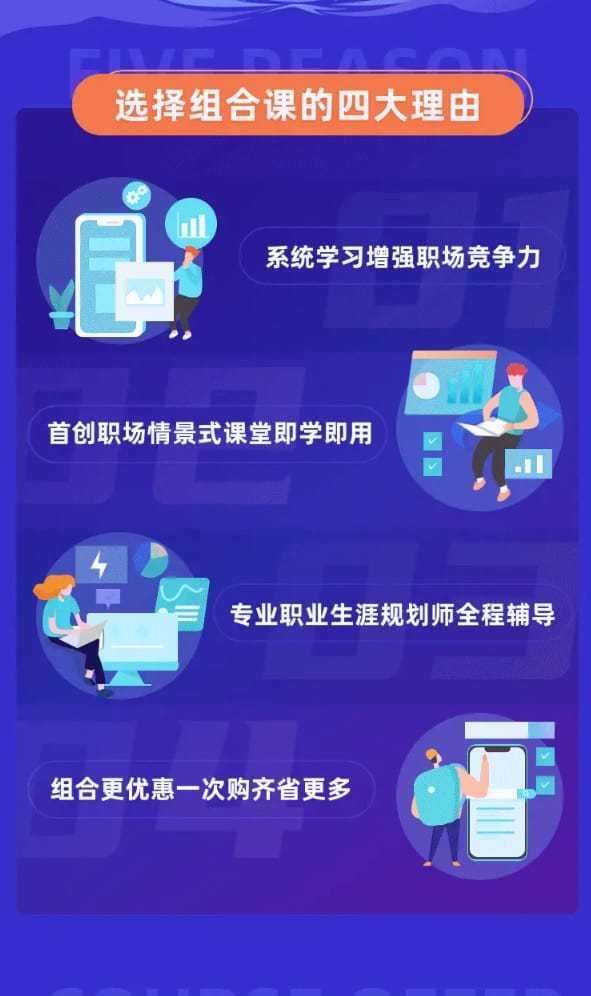 FIVE REASON
选择组合课的四大理由
01
系统学习增强职场竞争力
02
首创职场情景式课堂即学即用
03
专业职业生涯规划师全程辅导
04
组合更优惠一次购齐省更多
COURSE OFFER